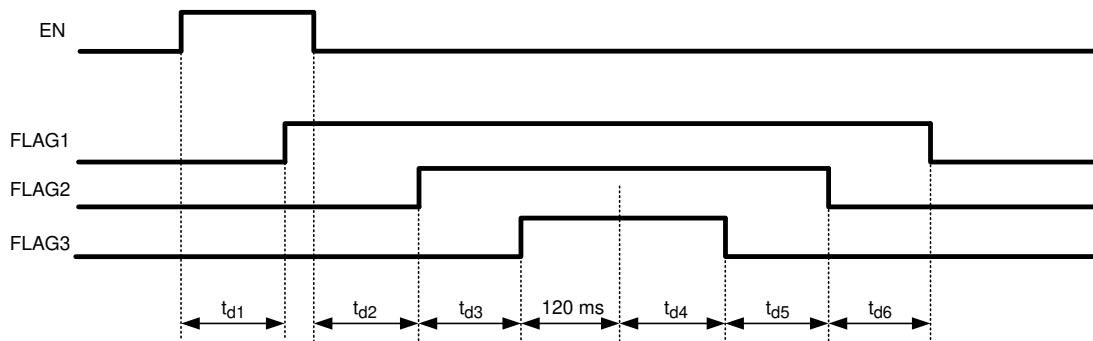 EN
FLAG1
FLAG2
FLAG3
td1 td2 td3 120 ms td4 td5 td6